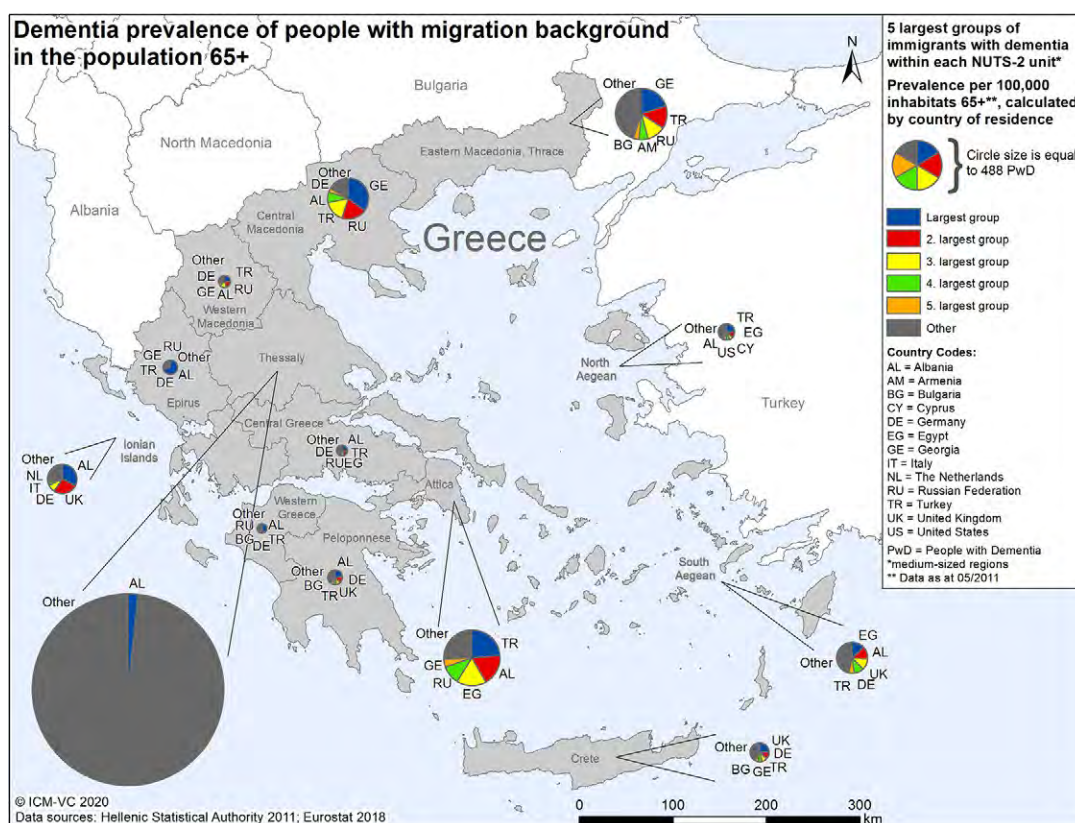 Dementia prevalence of people with migration background
in the population 65+
5 largest groups of
immigrants with dementia
within each NUTS-2 unit*
Prevalence per 100,000
inhabitats 65+**, calculated
by country of residence
Circle size is equal
to 488 PwD
Largest group
2. largest group
3. largest group
4. largest group
5. largest group
Other
Country Codes:
AL = Albania
AM = Armenia
BG = Bulgaria
CY = Cyprus
DE = Germany
EG = Egypt
GE = Georgia
IT = Italy
NL = The Netherlands
RU = Russian Federation
TR = Turkey
UK = United Kingdom
US = United States
PwD = People with Dementia
*medium-sized regions
** Data as at 05/2011
N
Bulgaria
North Macedonia
Albania
Turkey
Greece
Eastern Macedonia, Thrace
Other GE
TR
RU
BG AM
Central
Macedonia
Other
DE GE
AL
TR RU
Western
Macedonia
Other
DE TR
GE AL RU
Epirus
RU
GE Other
TR AL
DE
Thessaly
AL
Other
North
Aegean
Other TR
EG
AL US CY
Ionian
Islands
Other AL
NL
IT
DE UK
Central Greece
Other AL
DE TR
RU EG
Western
Greece
Other
RU AL
BG TR
DE
Attica
Other TR
GE AL
RU
EG
Peloponnese
AL
Other DE
BG
TR UK
South
Aegean
EG
AL
Other UK
TR DE
Crete
UK
Other DE
BG GE TR
© ICM-VC 2020
Data sources: Hellenic Statistical Authority 2011; Eurostat 2018
0 100 200 300
km